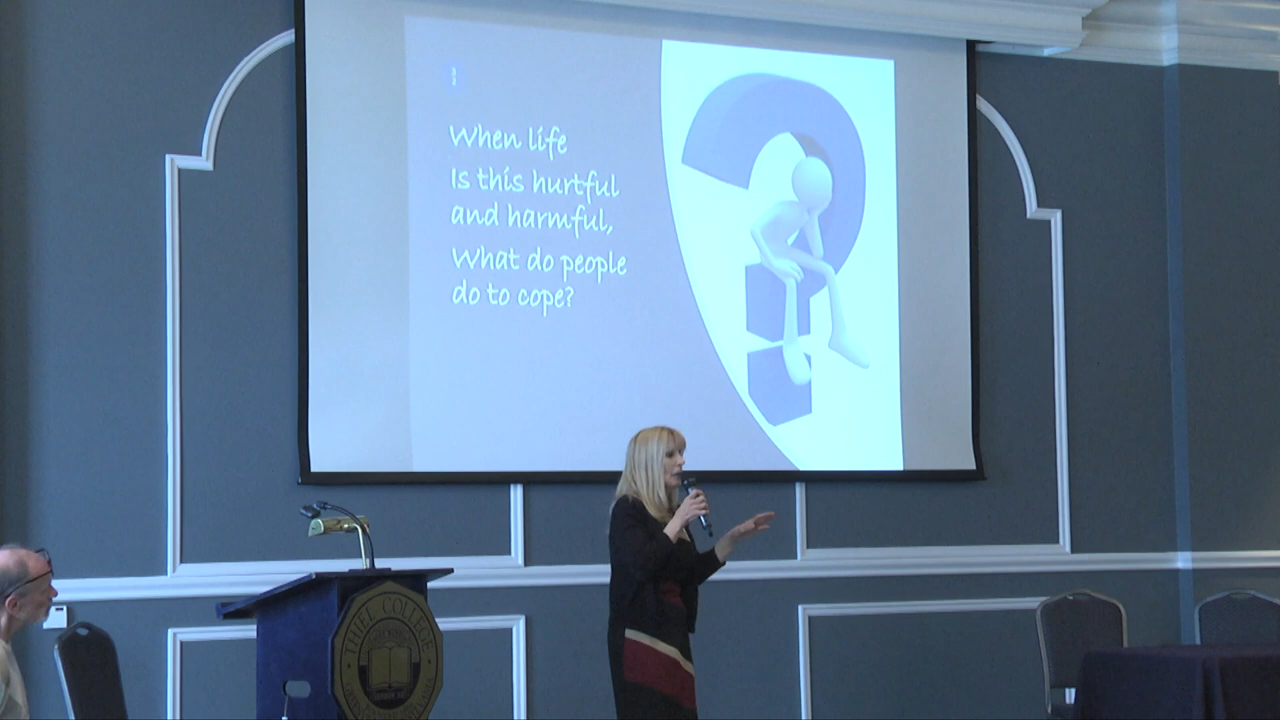 When life
Is this hurtful
and harmful,
What do people
do to cope?
THIEL COLLEGE